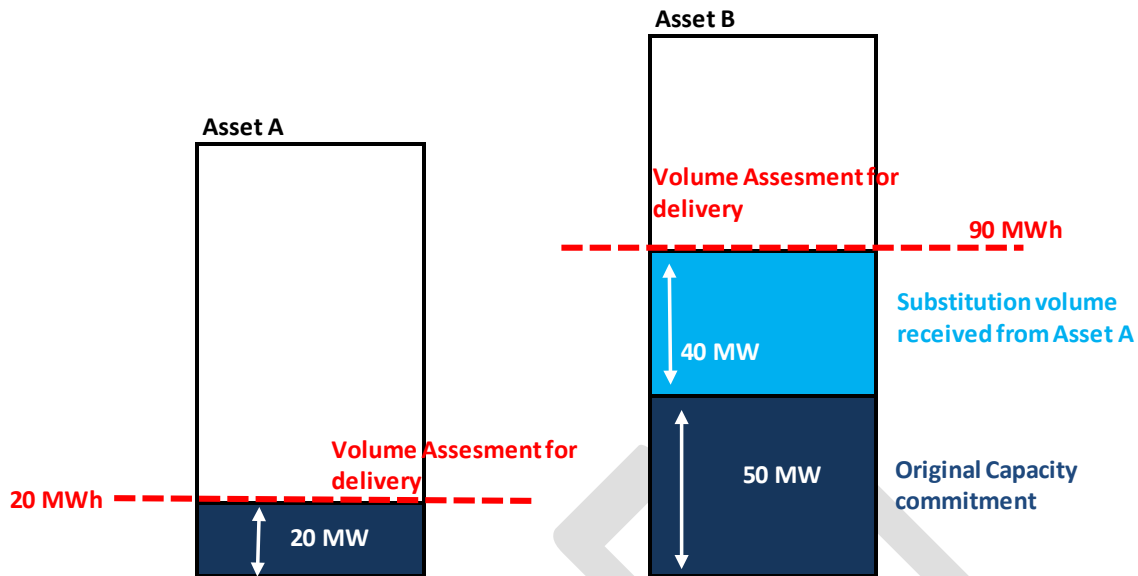 Asset B
Asset A
Volume Assesment for
delivery
90 MWh
Substitution volume
received from Asset A
40 MW
Volume Assesment for
delivery
Original Capacity
commitment
50 MW
20 MWh
20 MW